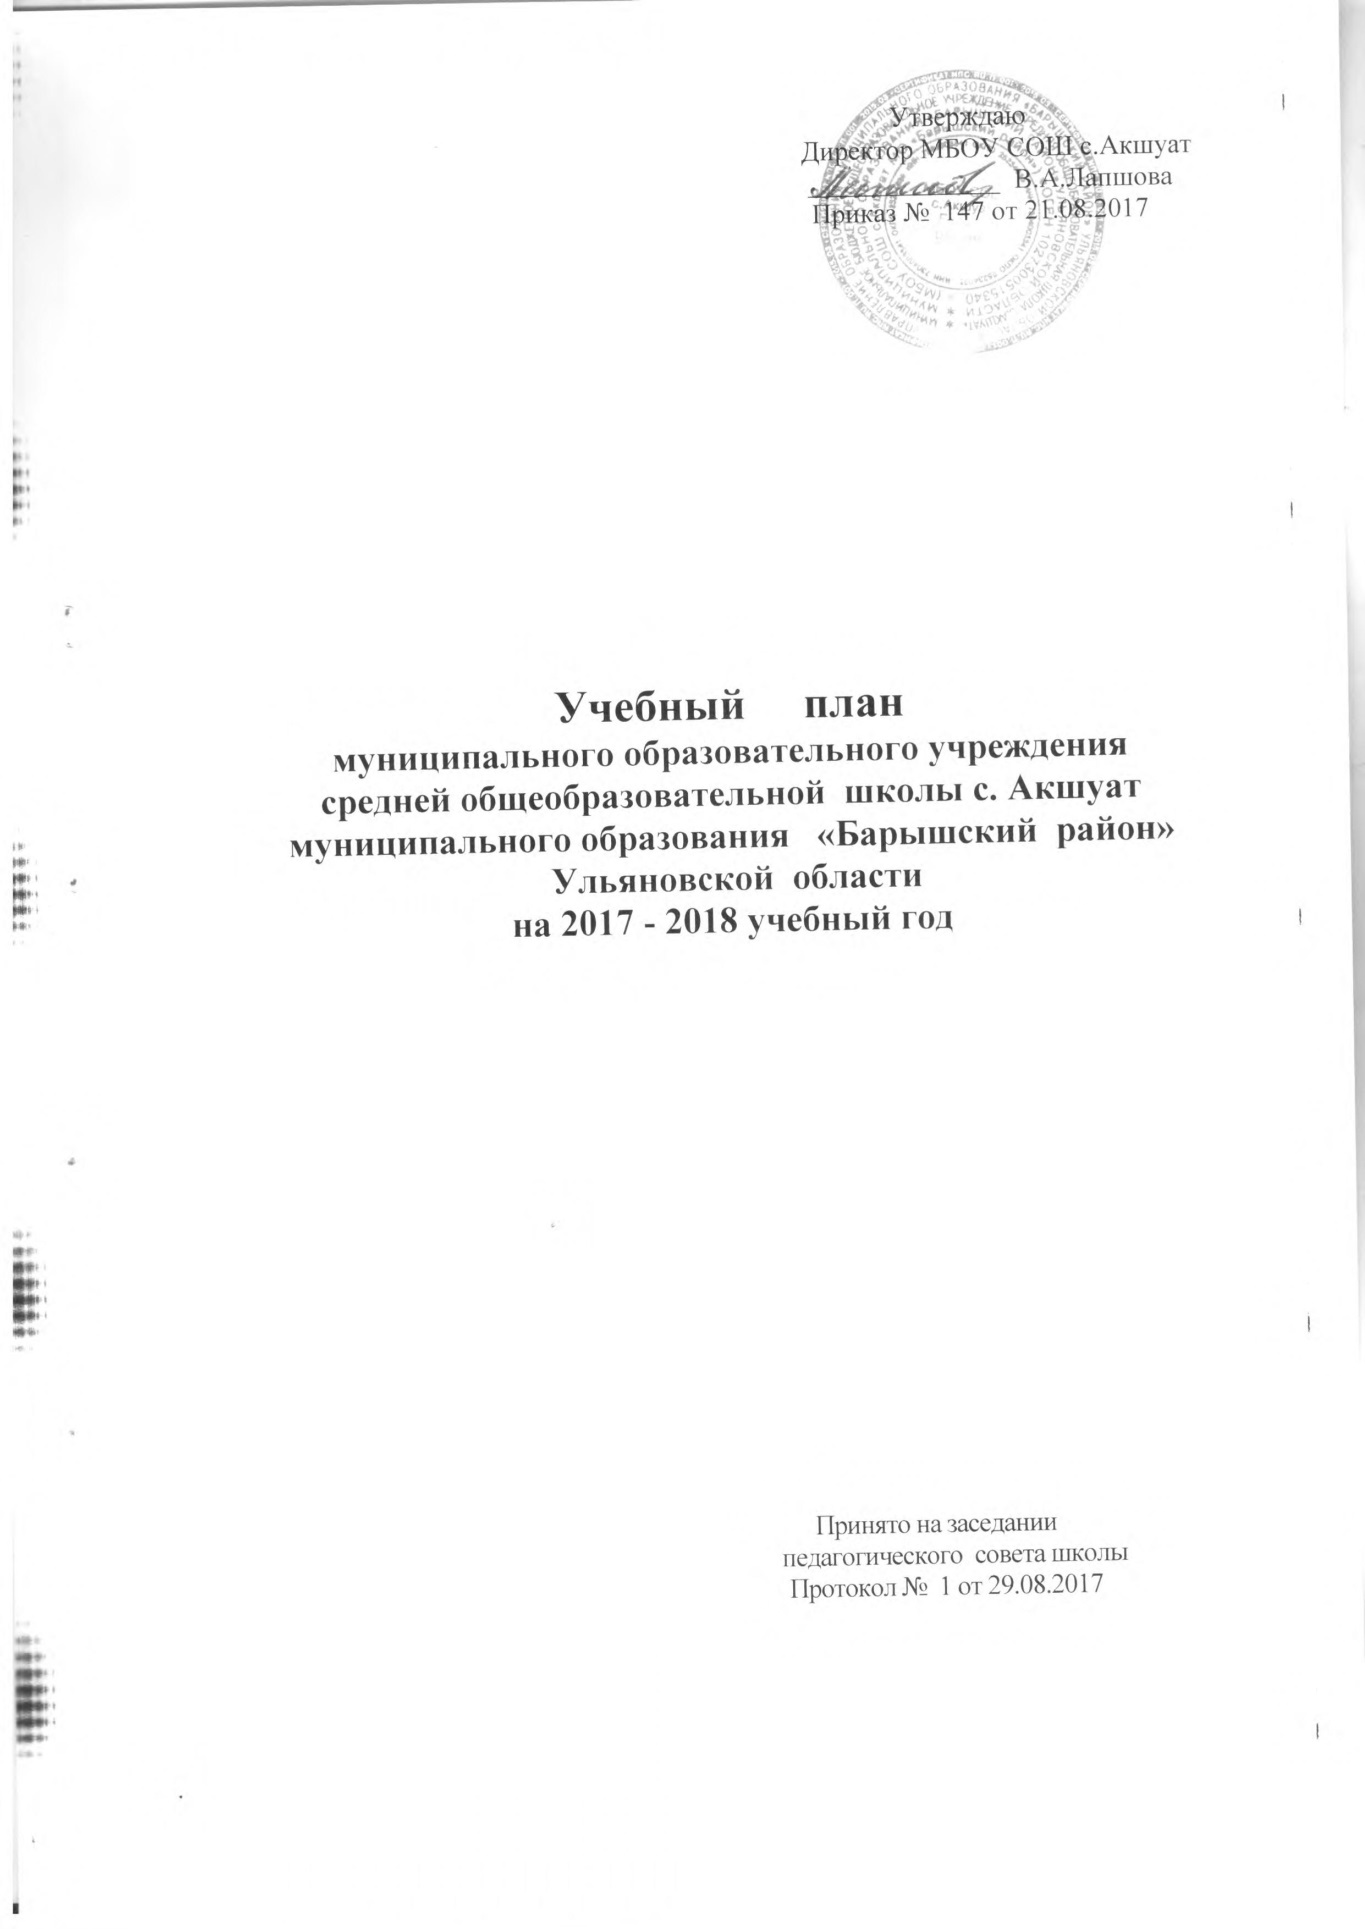 Утверждаю
Директор МБОУ СОШ с.Акшуат
В.А.Лапшова
Приказ № 147 от 21.08.2017
Учебный план
муниципального образовательного учреждения
средней общеобразовательной школы с. Акшуат
муниципального образования «Барышский район»
Ульяновской области
на 2017 - 2018 учебный год
Принято на заседании
педагогического совета школы
Протокол № 1 от 29.08.2017